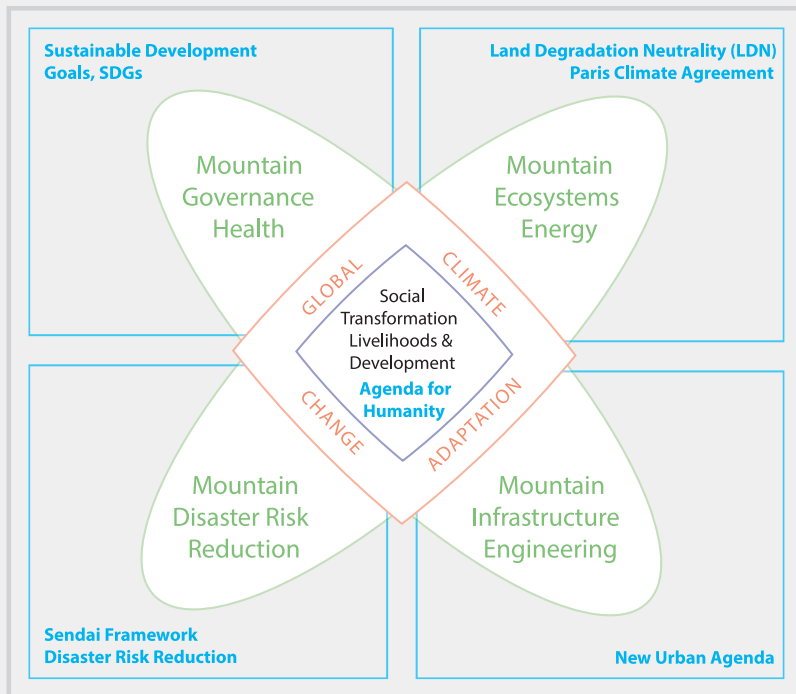 Sustainable Development
Goals, SDGs
Land Degradation Neutrality (LDN)
Paris Climate Agreement
Mountain
Governance
Health
Mountain
Ecosystems
Energy
GLOBAL
CLIMATE
CHANGE
ADAPTATION
Social
Transformation
Livelihoods &
Development
Agenda for
Humanity
Mountain
Disaster Risk
Reduction
Mountain
Infrastructure
Engineering
Sendai Framework
Disaster Risk Reduction
New Urban Agenda